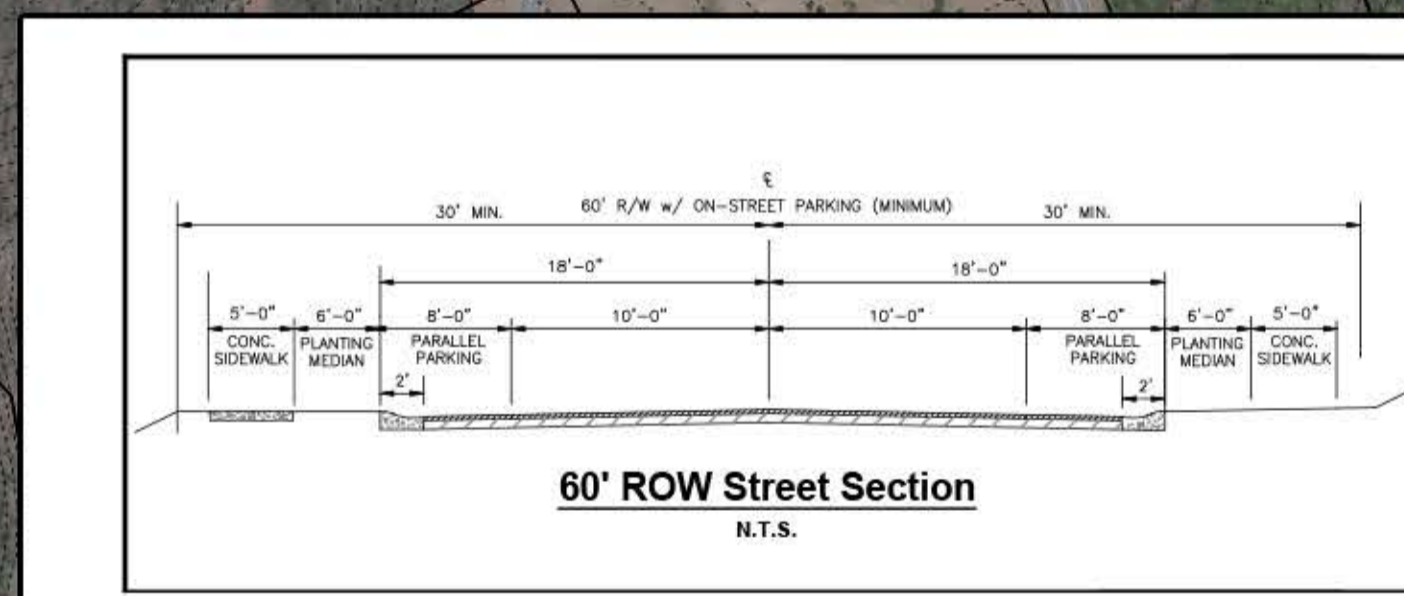 ℄
30' MIN.
60' R/W w/ ON-STREET PARKING (MINIMUM)
30' MIN.
18'-0"
18'-0"
5'-0"
6'-0"
8'-0"
10'-0"
10'-0"
8'-0"
6'-0"
5'-0"
CONC.
SIDEWALK
PLANTING
MEDIAN
PARALLEL
PARKING
PARALLEL
PARKING
PLANTING
MEDIAN
CONC.
SIDEWALK
2'
2'
60' ROW Street Section
N.T.S.